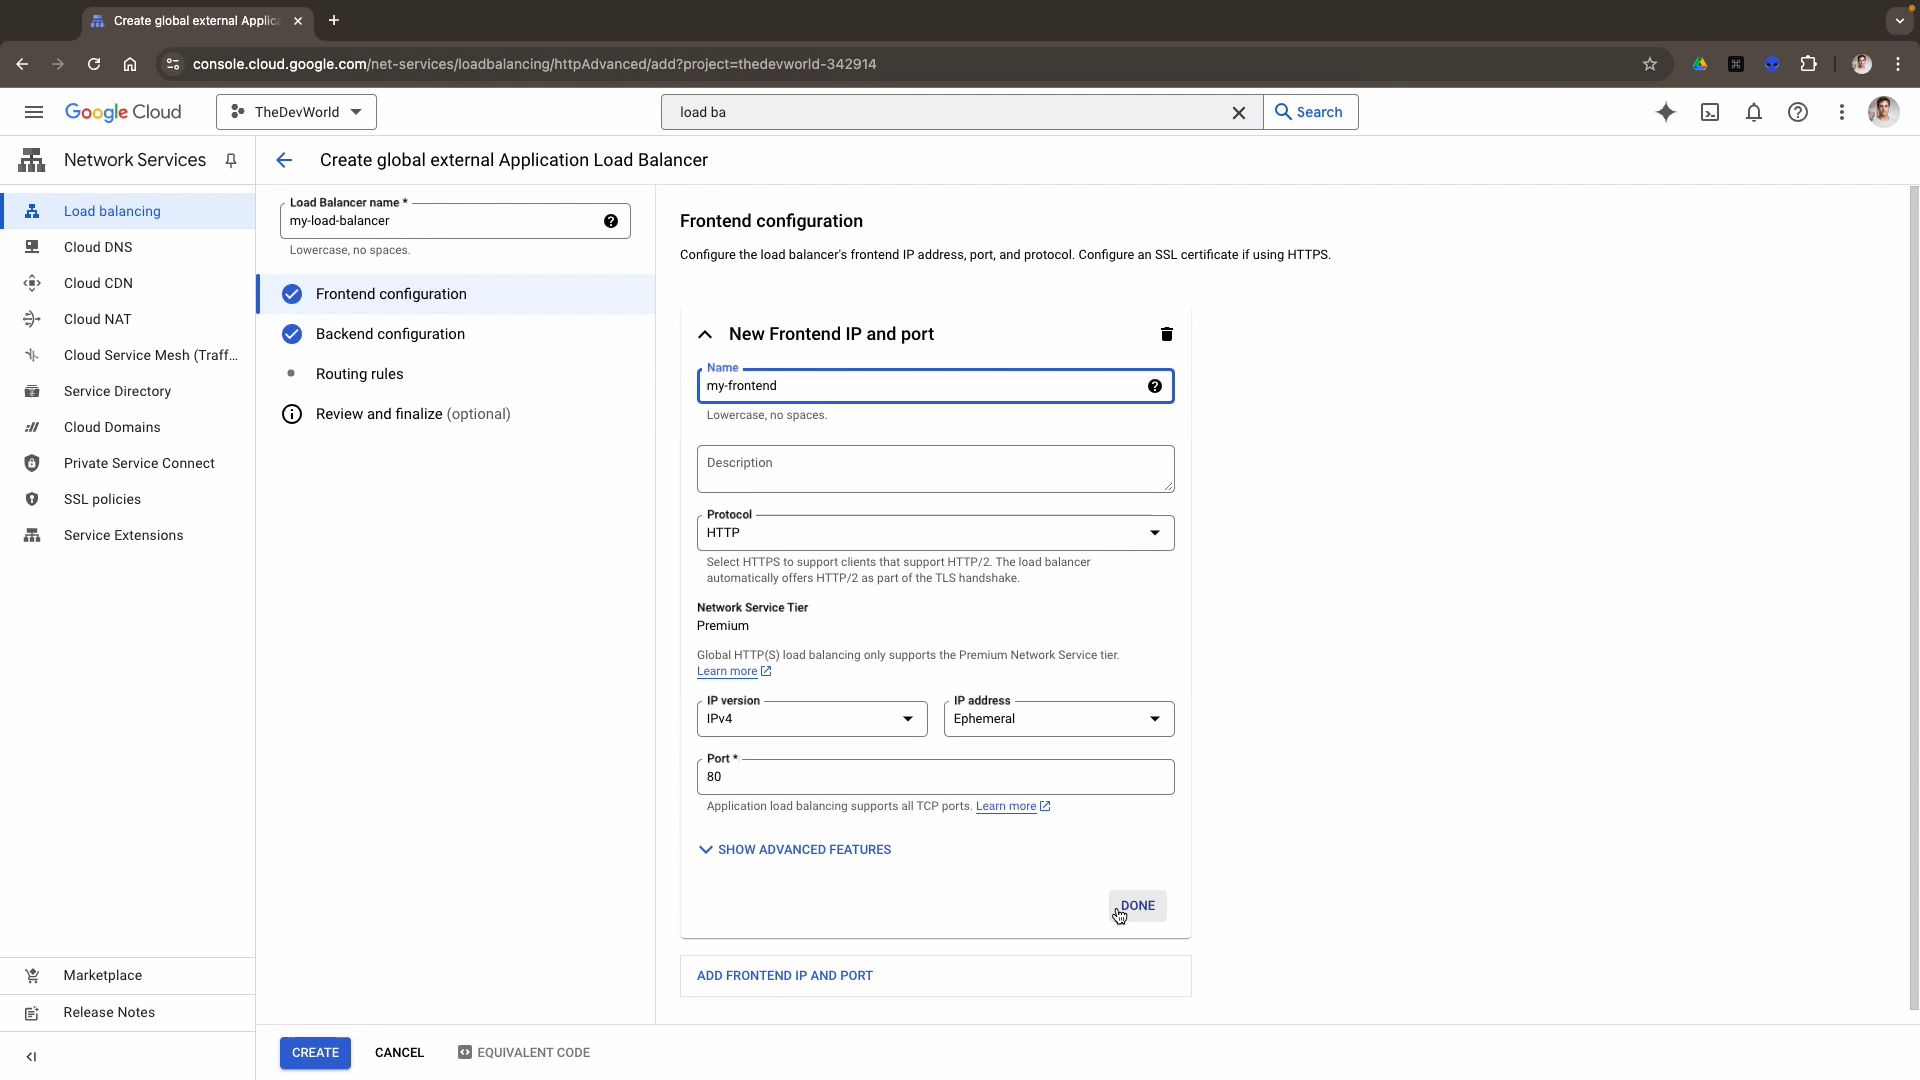 Create global external Applic
console.cloud.google.com/net-services/loadbalancing/httpAdvanced/add?project=thedevworld-342914
Google Cloud
TheDevWorld
load ba
Search
Network Services
Create global external Application Load Balancer
Load balancing
Cloud DNS
Cloud CDN
Cloud NAT
Cloud Service Mesh (Traff...
Service Directory
Cloud Domains
Private Service Connect
SSL policies
Service Extensions
Marketplace
Release Notes
Load Balancer name *
my-load-balancer
Lowercase, no spaces.
Frontend configuration
Backend configuration
Routing rules
Review and finalize (optional)
Frontend configuration
Configure the load balancer's frontend IP address, port, and protocol. Configure an SSL certificate if using HTTPS.
New Frontend IP and port
Name
my-frontend
Lowercase, no spaces.
Description
Protocol
HTTP
Select HTTPS to support clients that support HTTP/2. The load balancer
automatically offers HTTP/2 as part of the TLS handshake.
Network Service Tier
Premium
Global HTTP(S) load balancing only supports the Premium Network Service tier.
Learn more
IP version
IPv4
IP address
Ephemeral
Port *
80
Application load balancing supports all TCP ports. Learn more
SHOW ADVANCED FEATURES
DONE
ADD FRONTEND IP AND PORT
CREATE
CANCEL
EQUIVALENT CODE